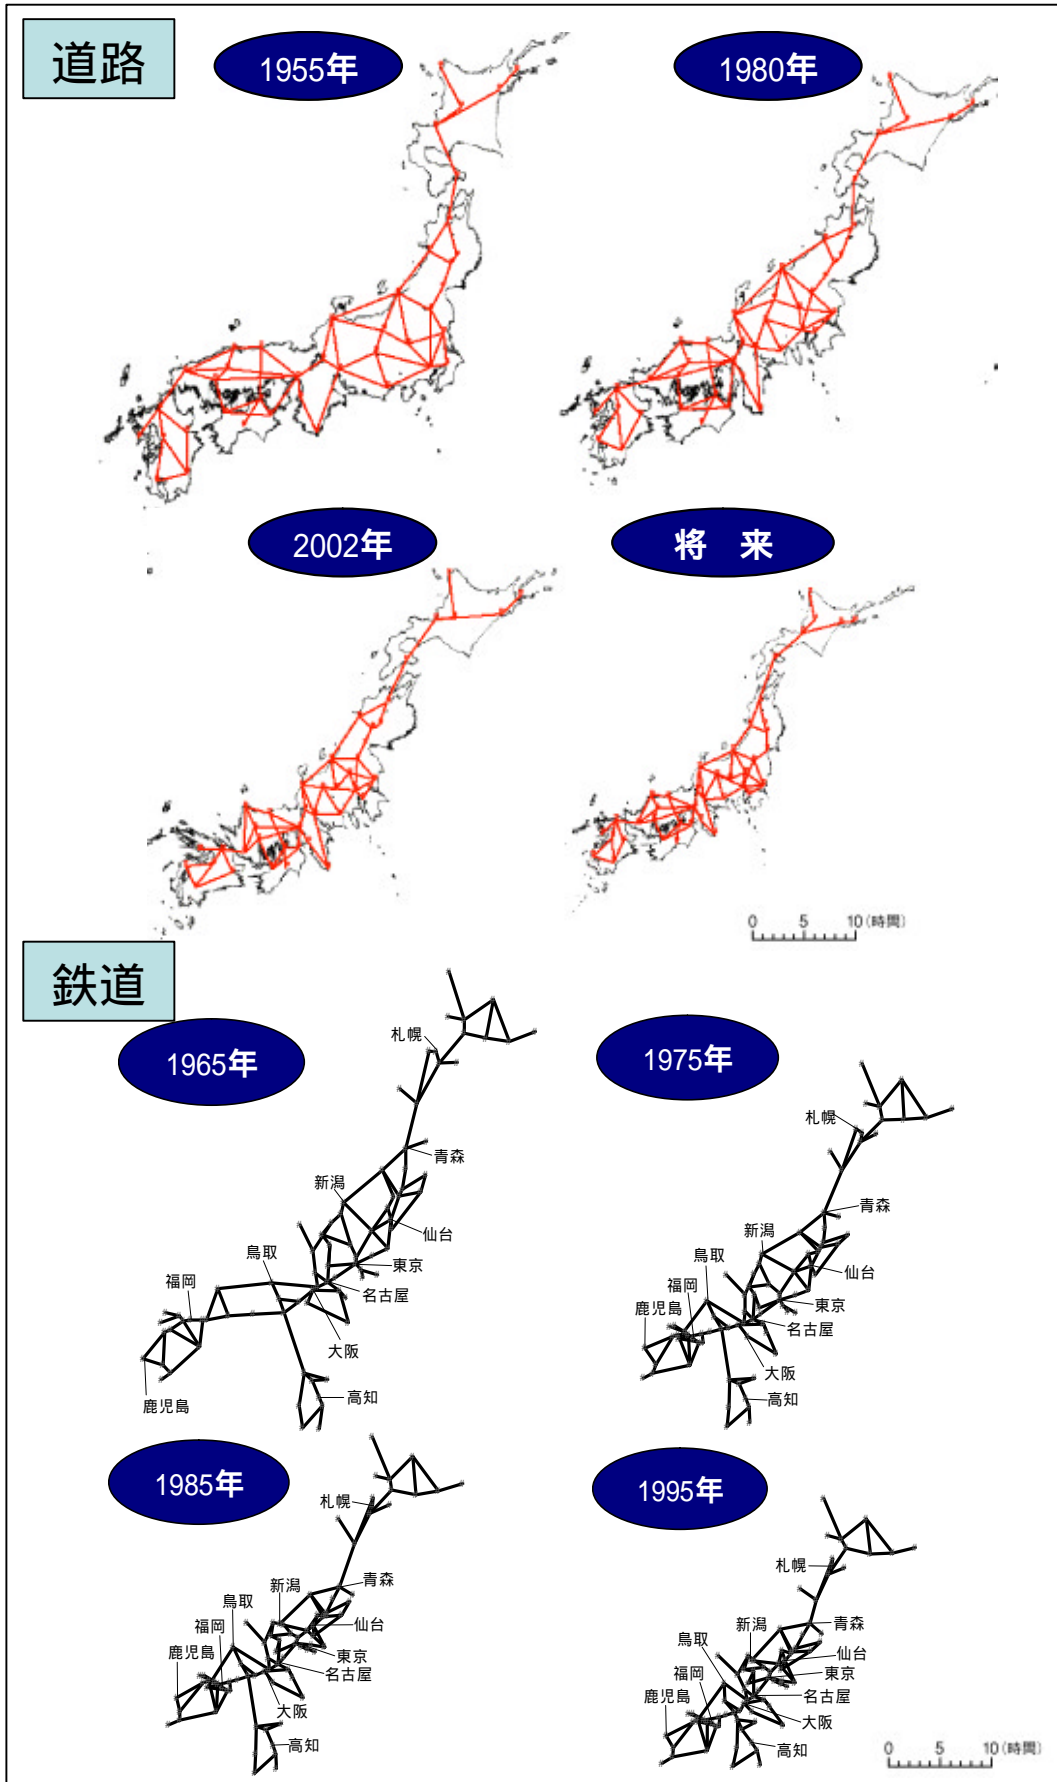 道路
1955年
1980年
2002年
将 来
0 5 10(時間)
鉄道
1965年
札幌
青森
新潟
仙台
鳥取
東京
福岡
名古屋
大阪
鹿児島
高知
1975年
札幌
青森
新潟
仙台
鳥取
福岡
東京
鹿児島
名古屋
大阪
高知
1985年
札幌
青森
新潟
鳥取
仙台
福岡
東京
鹿児島
名古屋
大阪
高知
1995年
札幌
青森
新潟
鳥取
仙台
東京
福岡
名古屋
鹿児島
大阪
高知
0 5 10(時間)